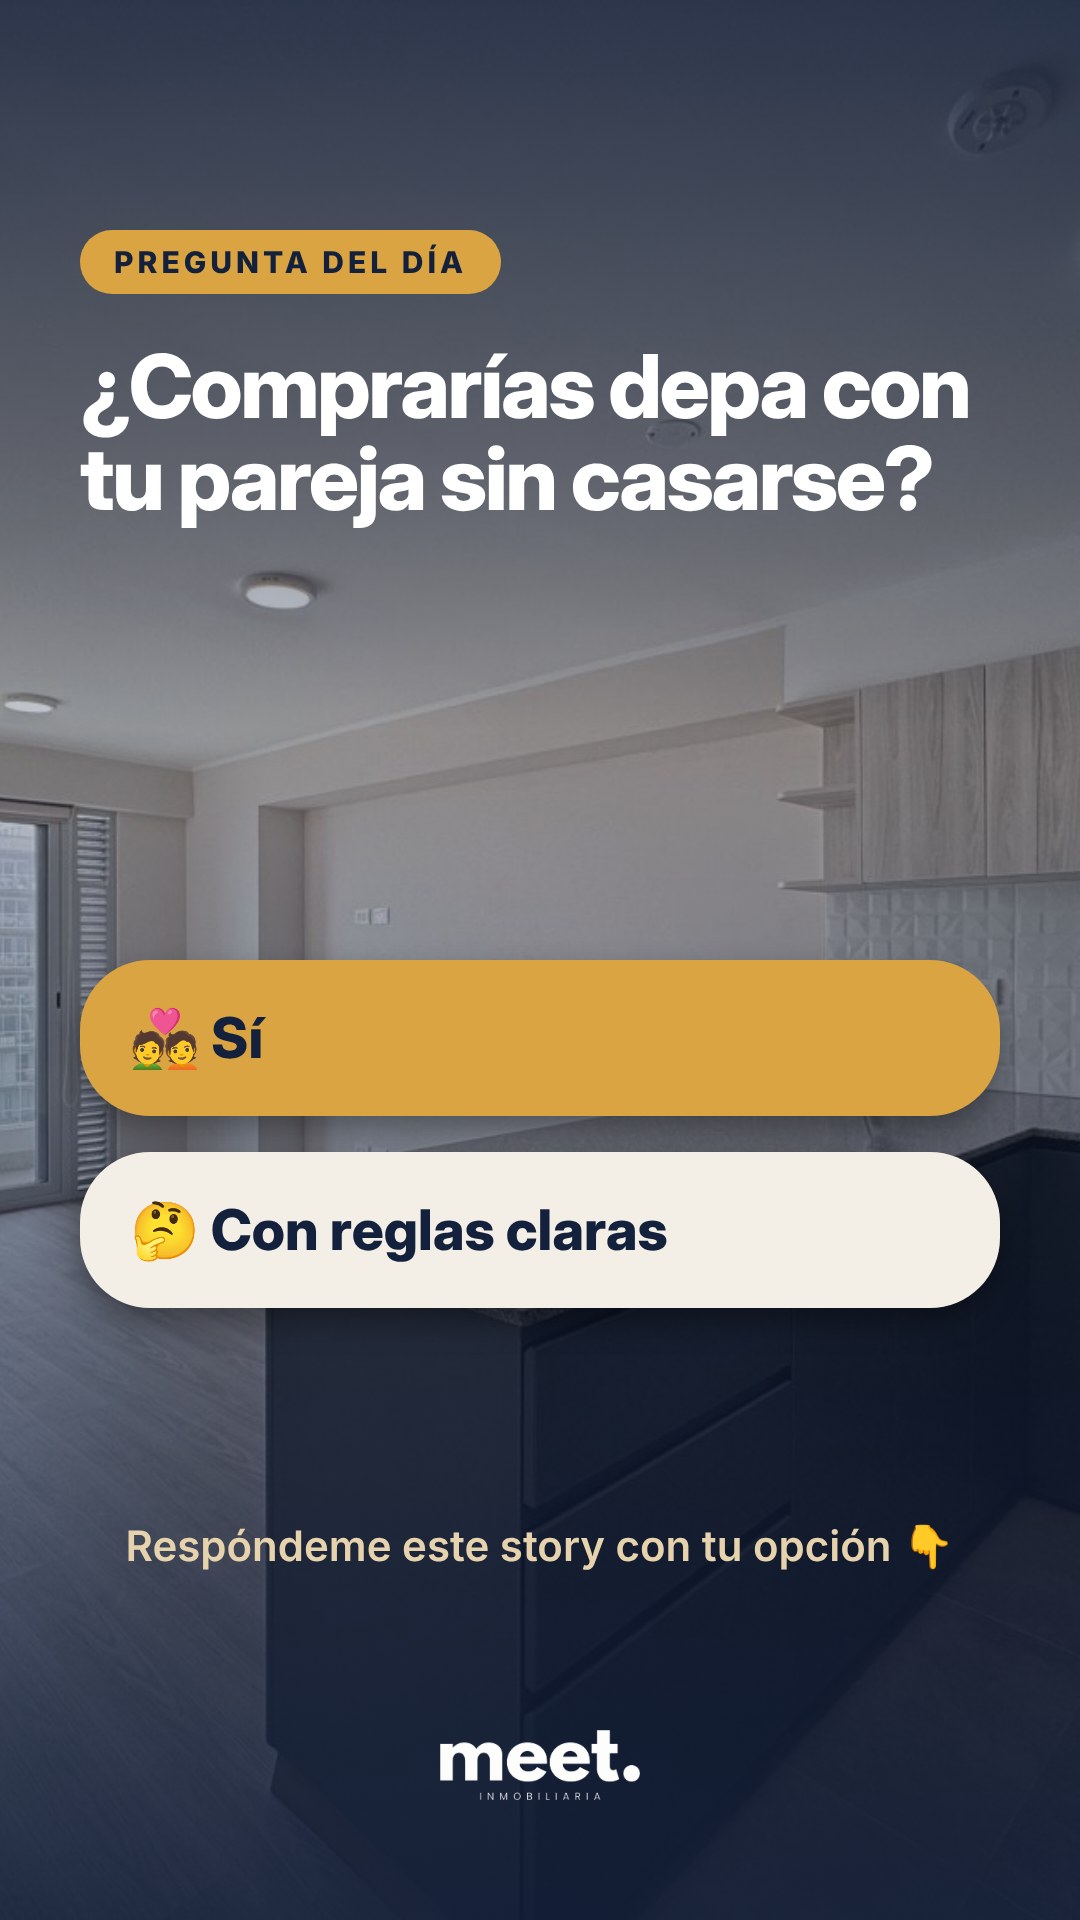 PREGUNTA DEL DÍA
¿Comprarías depa con
tu pareja sin casarse?
💑 Sí
🤔 Con reglas claras
Respóndeme este story con tu opción 👇
meet.
INMOBILIARIA